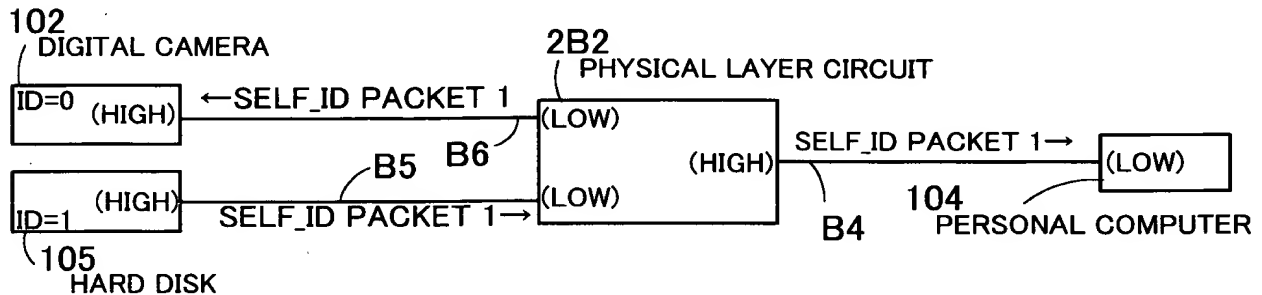 102
DIGITAL CAMERA
ID=0
(HIGH)
←SELF_ID PACKET 1
B6
2B2
PHYSICAL LAYER CIRCUIT
(LOW)
(HIGH)
(LOW)
SELF_ID PACKET 1→
B4
(LOW)
104
PERSONAL COMPUTER
B5
(HIGH)
ID=1
SELF_ID PACKET 1→
105
HARD DISK